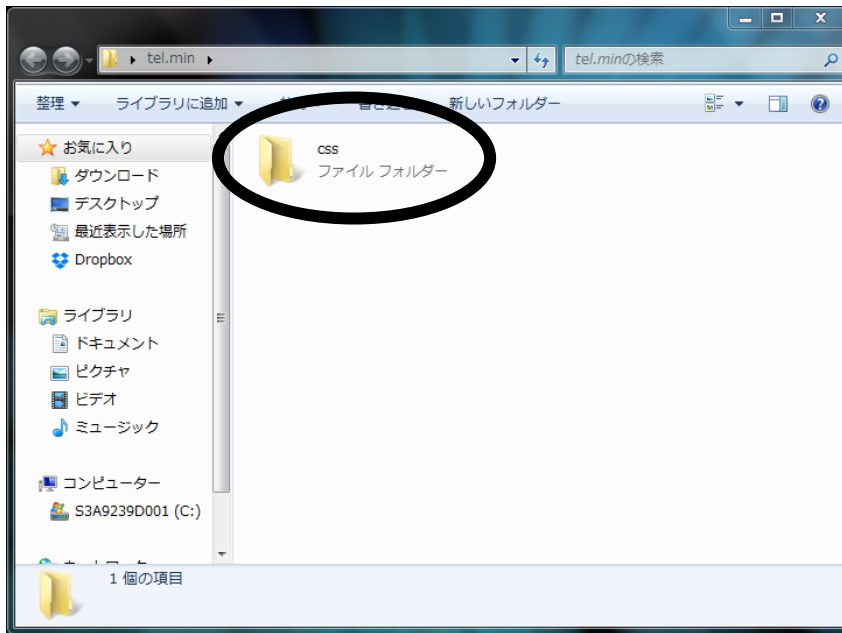 tel.min
tel.minの検索
整理
ライブラリに追加
新しいフォルダー
お気に入り
ダウンロード
デスクトップ
最近表示した場所
Dropbox
ライブラリ
ドキュメント
ピクチャ
ビデオ
ミュージック
コンピューター
S3A9239D001 (C:)
css
ファイル フォルダー
1 個の項目